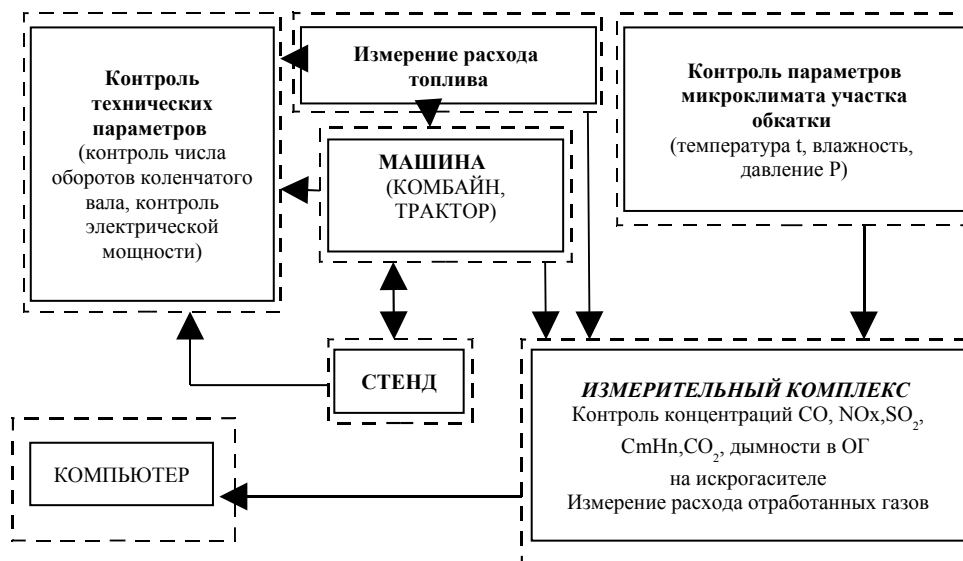 Контроль
технических
параметров
(контроль числа
оборотов коленчатого
вала, контроль
электрической
мощности)
Измерение расхода
топлива
Контроль параметров
микроклимата участка
обкатки
(температура t, влажность,
давление P)
МАШИНА
(КОМБАЙН,
ТРАКТОР)
СТЕНД
КОМПЬЮТЕР
ИЗМЕРИТЕЛЬНЫЙ КОМПЛЕКС
Контроль концентраций CO, NOx,SO2,
CmHn,CO2, дымности в ОГ
на искрогасителе
Измерение расхода отработанных газов